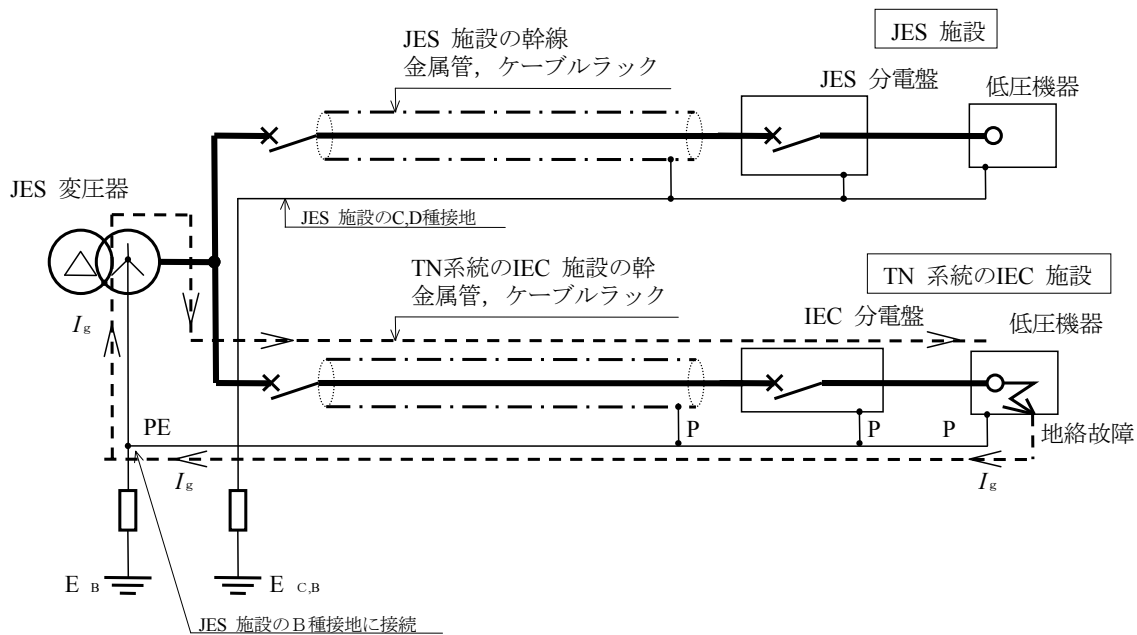 JES 施設の幹線
金属管，ケーブルラック
JES 施設
JES 分電盤
低圧機器
JES 変圧器
JES 施設のC,D種接地
TN系統のIEC 施設の幹
金属管，ケーブルラック
TN 系統のIEC 施設
IEC 分電盤
低圧機器
Ig
PE
P
P
P
地絡故障
Ig
Ig
E B
E C,B
JES 施設のＢ種接地に接続